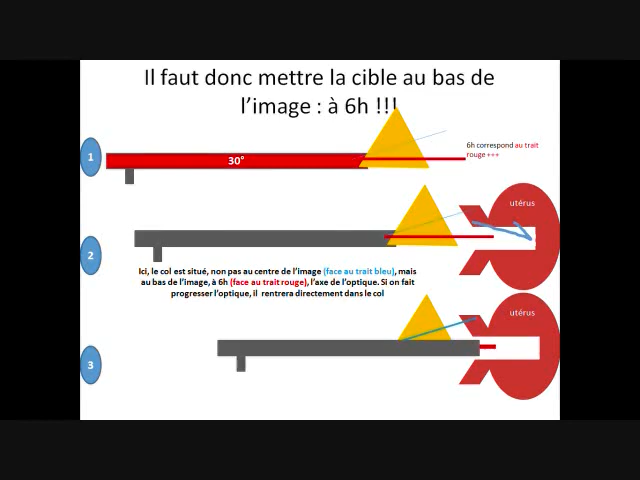 Il faut donc mettre la cible au bas de
l’image : à 6h !!!
1
30°
6h correspond au trait
rouge +++
utérus
2
Ici, le col est situé, non pas au centre de l’image (face au trait bleu), mais
au bas de l’image, à 6h (face au trait rouge), l’axe de l’optique. Si on fait
progresser l’optique, il rentrera directement dans le col
utérus
3